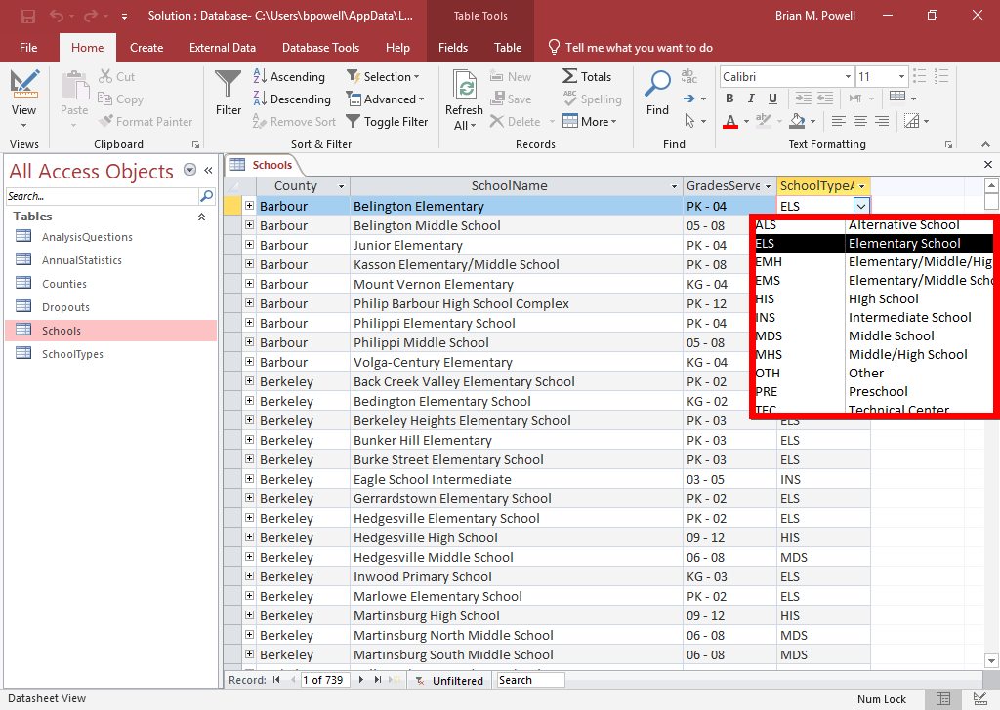 Solution : Database- C:\Users\bpowell\AppData\L...
Table Tools
Brian M. Powell
File
Home
Create
External Data
Database Tools
Help
Fields
Table
Tell me what you want to do
View
Views
Paste
Cut
Copy
Format Painter
Clipboard
Filter
Ascending
Descending
Remove Sort
Selection
Advanced
Toggle Filter
Sort & Filter
Refresh
All
New
Save
Delete
Totals
Spelling
More
Records
Find
Find
Calibri
11
B I U
Text Formatting
All Access Objects
Search...
Tables
AnalysisQuestions
AnnualStatistics
Counties
Dropouts
Schools
SchoolTypes
Schools
County SchoolName GradesServe SchoolTypeA
Barbour Belington Elementary PK - 04 ELS
Barbour Belington Middle School 05 - 08
Barbour Junior Elementary PK - 04
Barbour Kasson Elementary/Middle School PK - 08
Barbour Mount Vernon Elementary KG - 04
Barbour Philip Barbour High School Complex PK - 12
Barbour Philippi Elementary School PK - 04
Barbour Philippi Middle School 05 - 08
Barbour Volga-Century Elementary KG - 04
Berkeley Back Creek Valley Elementary School PK - 02
Berkeley Bedington Elementary School KG - 02
Berkeley Berkeley Heights Elementary School PK - 03 ELS
Berkeley Bunker Hill Elementary PK - 03 ELS
Berkeley Burke Street Elementary School PK - 03 ELS
Berkeley Eagle School Intermediate 03 - 05 INS
Berkeley Gerrardstown Elementary School PK - 02 ELS
Berkeley Hedgesville Elementary School PK - 02 ELS
Berkeley Hedgesville High School 09 - 12 HIS
Berkeley Hedgesville Middle School 06 - 08 MDS
Berkeley Inwood Primary School KG - 03 ELS
Berkeley Marlowe Elementary School PK - 02 ELS
Berkeley Martinsburg High School 09 - 12 HIS
Berkeley Martinsburg North Middle School 06 - 08 MDS
Berkeley Martinsburg South Middle School 06 - 08 MDS
ALS Alternative School
ELS Elementary School
EMH Elementary/Middle/Hig
EMS Elementary/Middle Scho
HIS High School
INS Intermediate School
MDS Middle School
MHS Middle/High School
OTH Other
PRE Preschool
TEC Technical Center
Record: 1 of 739 Unfiltered Search
Datasheet View
Num Lock